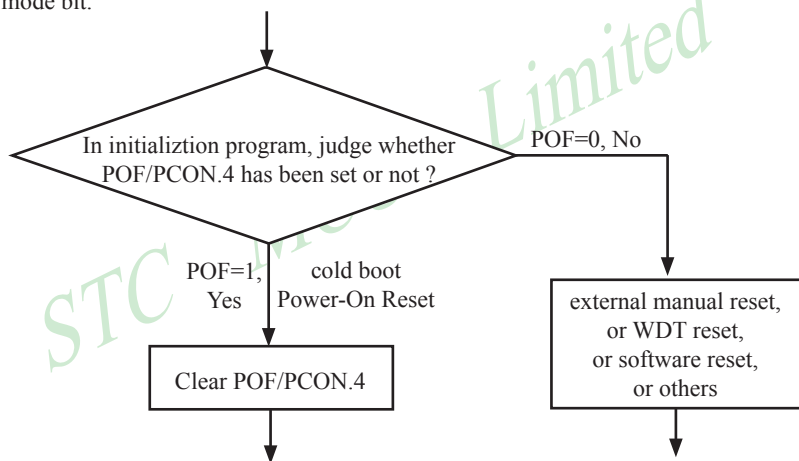 mode bit.
In initializtion program, judge whether
POF/PCON.4 has been set or not ?
POF=0, No
POF=1,
Yes
cold boot
Power-On Reset
Clear POF/PCON.4
external manual reset,
or WDT reset,
or software reset,
or others
STC MCU Limited